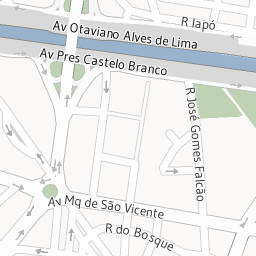 R Iapó
Av Otaviano Alves de Lima
Av Pres Castelo Branco
R José Gomes Falcão
Av Mq de São Vicente
R do Bosque